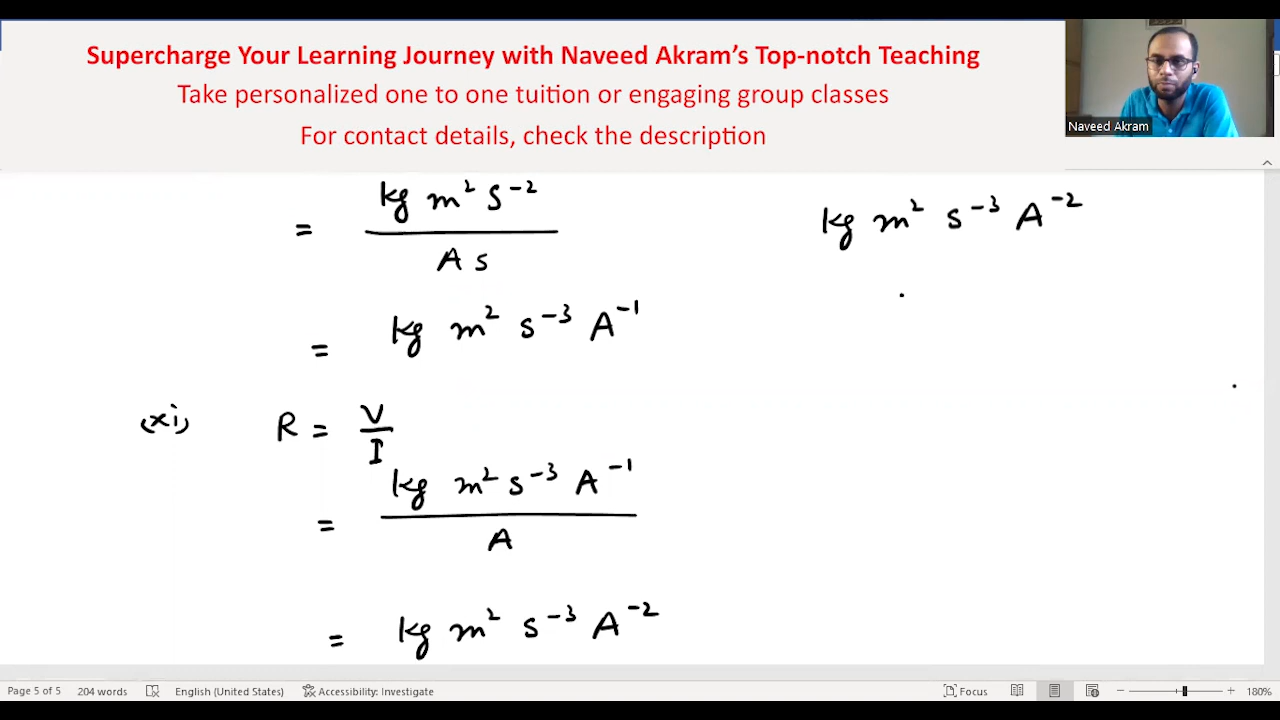 Supercharge Your Learning Journey with Naveed Akram’s Top-notch Teaching
Take personalized one to one tuition or engaging group classes
For contact details, check the description
Naveed Akram
kg m² s⁻²
=
A s
= kg m² s⁻³ A⁻¹
(xi) R = V
I
kg m² s⁻³ A⁻¹
=
A
= kg m² s⁻³ A⁻²
kg m² s⁻³ A⁻²
Page 5 of 5 204 words English (United States) Accessibility: Investigate Focus 180%